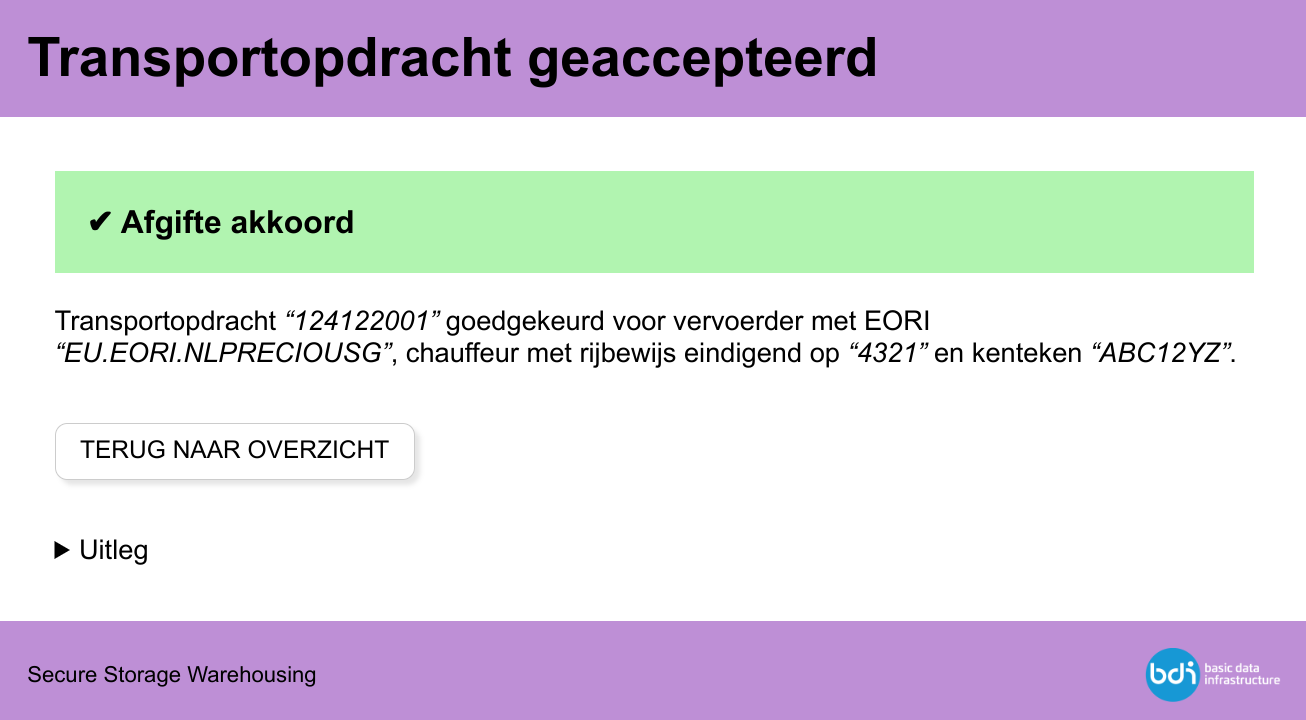 Transportopdracht geaccepteerd
✔ Afgifte akkoord
Transportopdracht “124122001” goedgekeurd voor vervoerder met EORI
“EU.EORI.NLPRECIOUSG”, chauffeur met rijbewijs eindigend op “4321” en kenteken “ABC12YZ”.
TERUG NAAR OVERZICHT
▶ Uitleg
Secure Storage Warehousing
bdi basic data
infrastructure